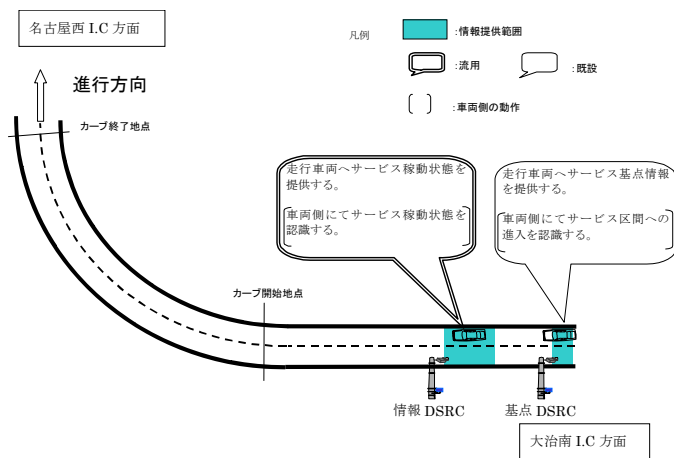 名古屋西 I.C 方面
進行方向
カーブ終了地点
凡例
:情報提供範囲
:流用
:既設
:車両側の動作
走行車両へサービス稼動状態を
提供する。
車両側にてサービス稼動状態を
認識する。
走行車両へサービス基点情報
を提供する。
車両側にてサービス区間への
進入を認識する。
カーブ開始地点
情報 DSRC
基点 DSRC
大治南 I.C 方面